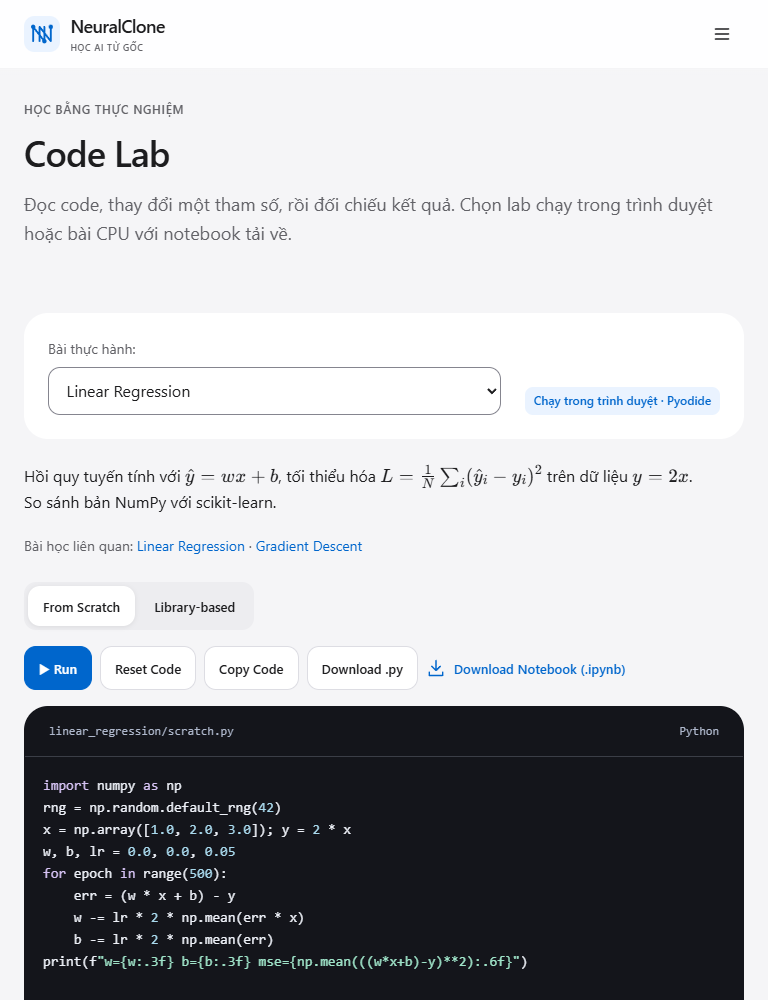 NeuralClone
HỌC AI TỪ GỐC
HỌC BẰNG THỰC NGHIỆM
Code Lab
Đọc code, thay đổi một tham số, rồi đối chiếu kết quả. Chọn lab chạy trong trình duyệt
hoặc bài CPU với notebook tải về.
Bài thực hành:
Linear Regression
Chạy trong trình duyệt · Pyodide
Hồi quy tuyến tính với ŷ = wx + b, tối thiểu hóa L = 1/N ∑ᵢ(ŷᵢ − yᵢ)² trên dữ liệu y = 2x.
So sánh bản NumPy với scikit-learn.
Bài học liên quan: Linear Regression · Gradient Descent
From Scratch Library-based
▶ Run Reset Code Copy Code Download .py Download Notebook (.ipynb)
linear_regression/scratch.py Python
import numpy as np
rng = np.random.default_rng(42)
x = np.array([1.0, 2.0, 3.0]); y = 2 * x
w, b, lr = 0.0, 0.0, 0.05
for epoch in range(500):
    err = (w * x + b) - y
    w -= lr * 2 * np.mean(err * x)
    b -= lr * 2 * np.mean(err)
print(f"w={w:.3f} b={b:.3f} mse={np.mean(((w*x+b)-y)**2):.6f}")